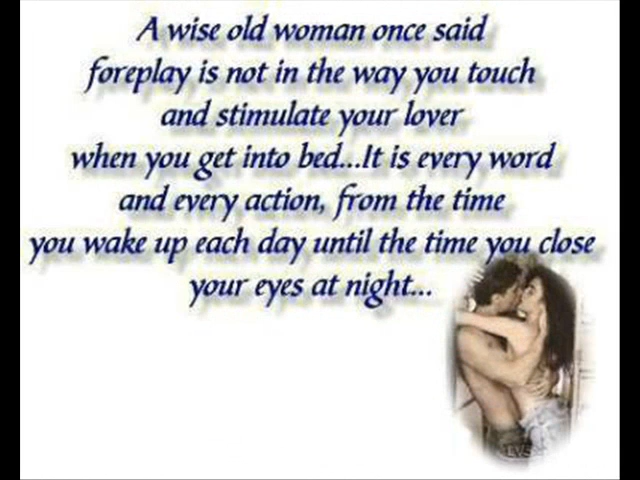 A wise old woman once said
foreplay is not in the way you touch
and stimulate your lover
when you get into bed...It is every word
and every action, from the time
you wake up each day until the time you close
your eyes at night...